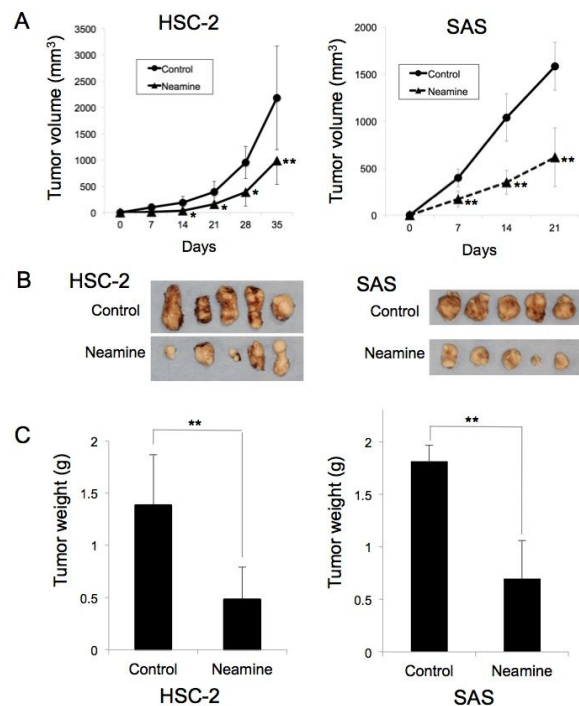 A
HSC-2
Tumor volume (mm3)
3500
3000
2500
2000
1500
1000
500
0
Control
Neamine
*
*
*
**
0 7 14 21 28 35
Days
SAS
Tumor volume (mm3)
2000
1500
1000
500
0
Control
Neamine
**
**
**
0 7 14 21
Days
B
HSC-2
Control
Neamine
SAS
Control
Neamine
C
Tumor weight (g)
2
1.5
1
0.5
0
**
Control Neamine
HSC-2
Tumor weight (g)
2
1.5
1
0.5
0
**
Control Neamine
SAS